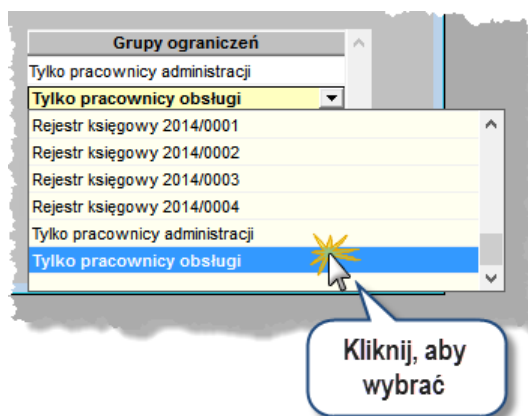 Grupy ograniczeń
Tylko pracownicy administracji
Tylko pracownicy obsługi
Rejestr księgowy 2014/0001
Rejestr księgowy 2014/0002
Rejestr księgowy 2014/0003
Rejestr księgowy 2014/0004
Tylko pracownicy administracji
Tylko pracownicy obsługi
Kliknij, aby
wybrać